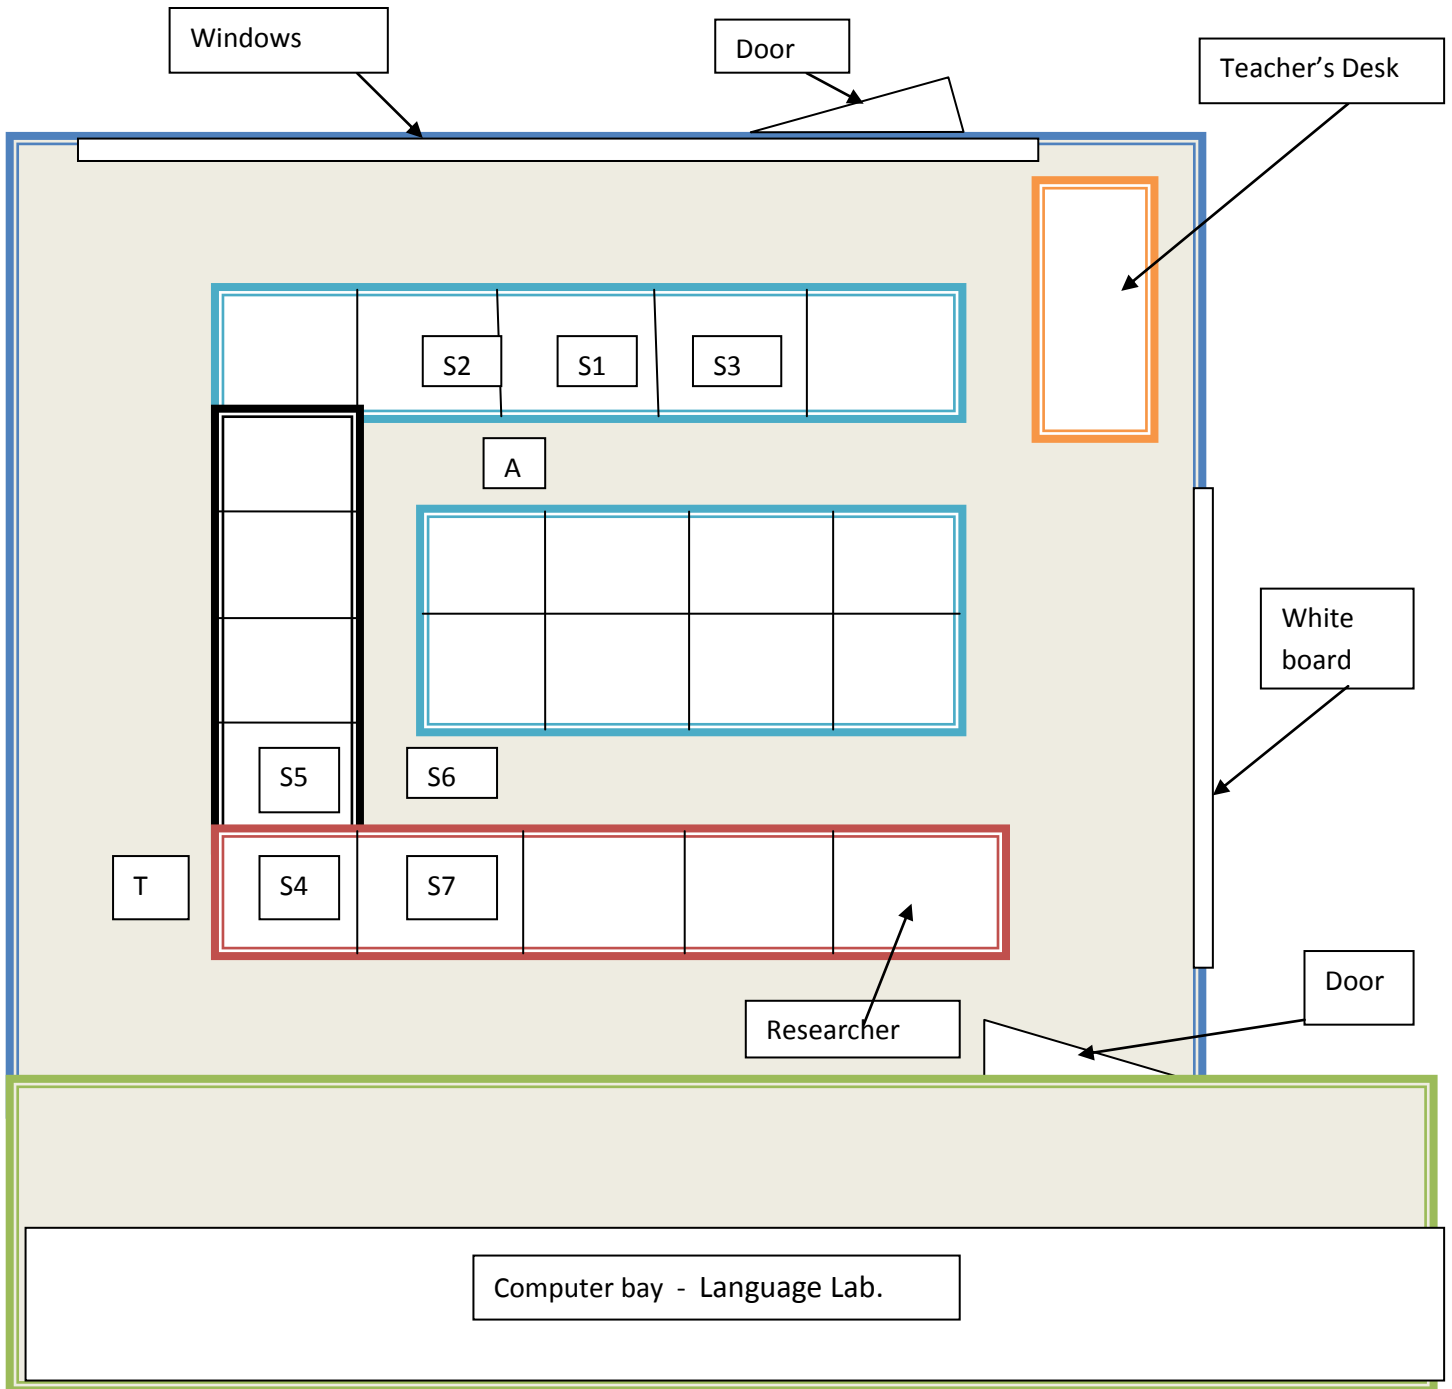 Windows
Door
Teacher’s Desk
S2
S1
S3
A
White
board
S5
S6
T
S4
S7
Door
Researcher
Computer bay - Language Lab.